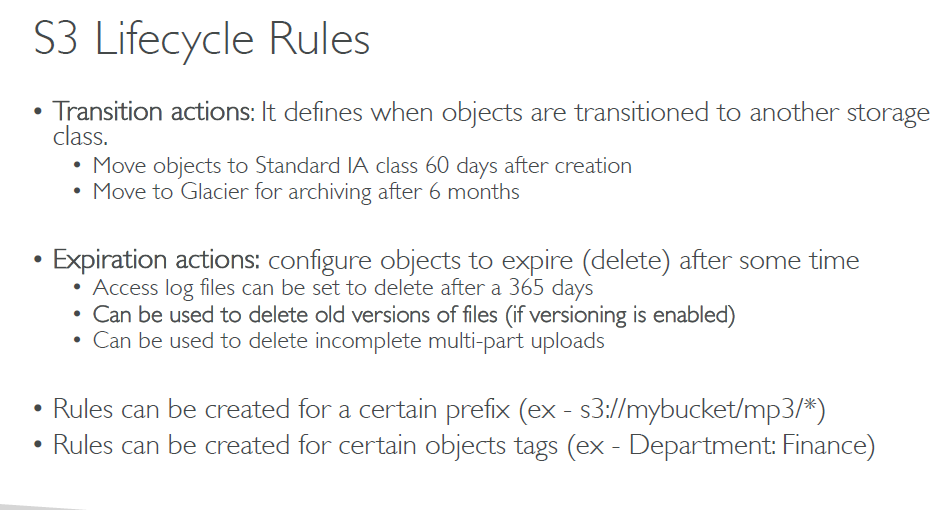 S3 Lifecycle Rules
• Transition actions: It defines when objects are transitioned to another storage
class.
• Move objects to Standard IA class 60 days after creation
• Move to Glacier for archiving after 6 months
• Expiration actions: configure objects to expire (delete) after some time
• Access log files can be set to delete after a 365 days
• Can be used to delete old versions of files (if versioning is enabled)
• Can be used to delete incomplete multi-part uploads
• Rules can be created for a certain prefix (ex - s3://mybucket/mp3/*)
• Rules can be created for certain objects tags (ex - Department: Finance)